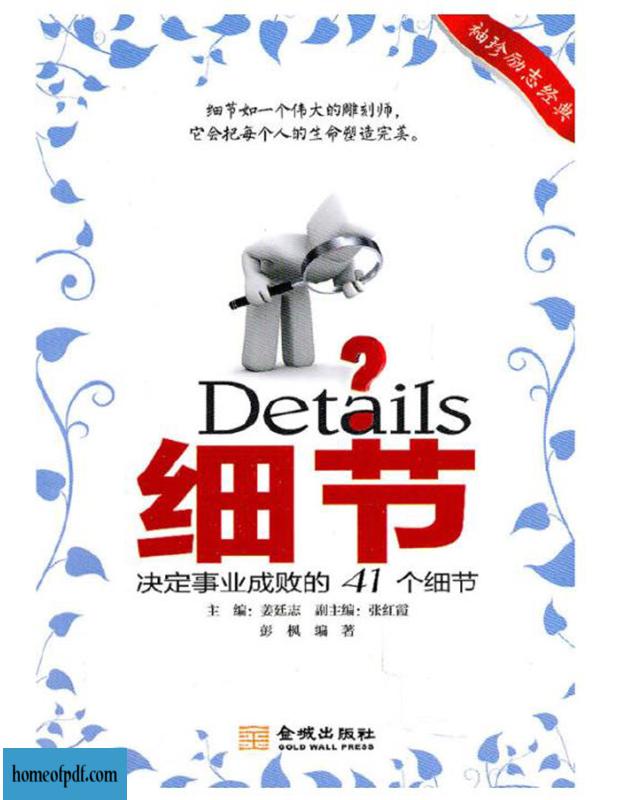 袖珍励志经典
细节如一个伟大的雕刻师，
它会把每个人的生命塑造完美。
?
Details
细节
决定事业成败的 41 个细节
主 编：姜廷志 副主编：张红霞
彭 枫 编 著
金城出版社
GOLD WALL PRESS
homeofpdf.com